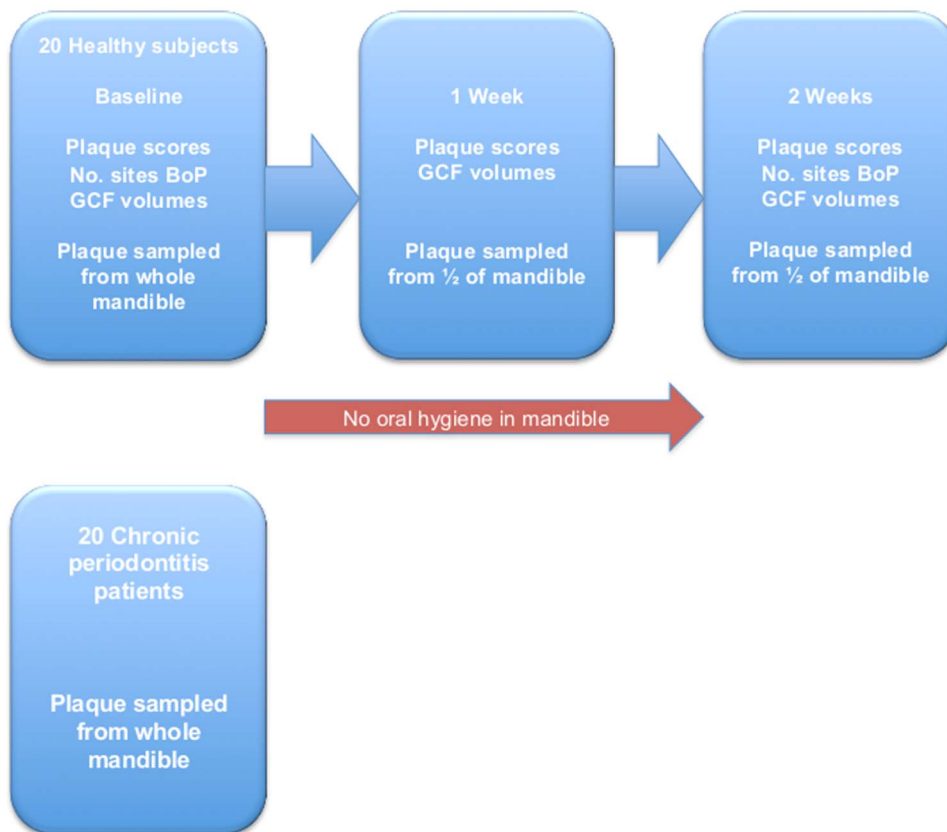 20 Healthy subjects
Baseline
Plaque scores
No. sites BoP
GCF volumes
Plaque sampled
from whole
mandible
1 Week
Plaque scores
GCF volumes
Plaque sampled
from ½ of mandible
2 Weeks
Plaque scores
No. sites BoP
GCF volumes
Plaque sampled
from ½ of mandible
No oral hygiene in mandible
20 Chronic
periodontitis
patients
Plaque sampled
from whole
mandible